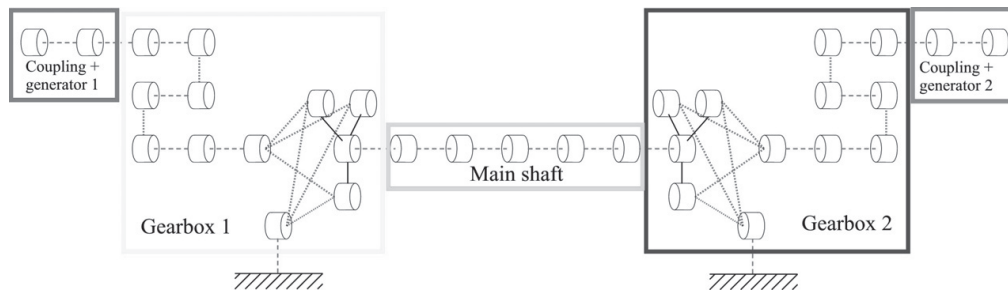 Coupling +
generator 1
Gearbox 1
Main shaft
Gearbox 2
Coupling +
generator 2